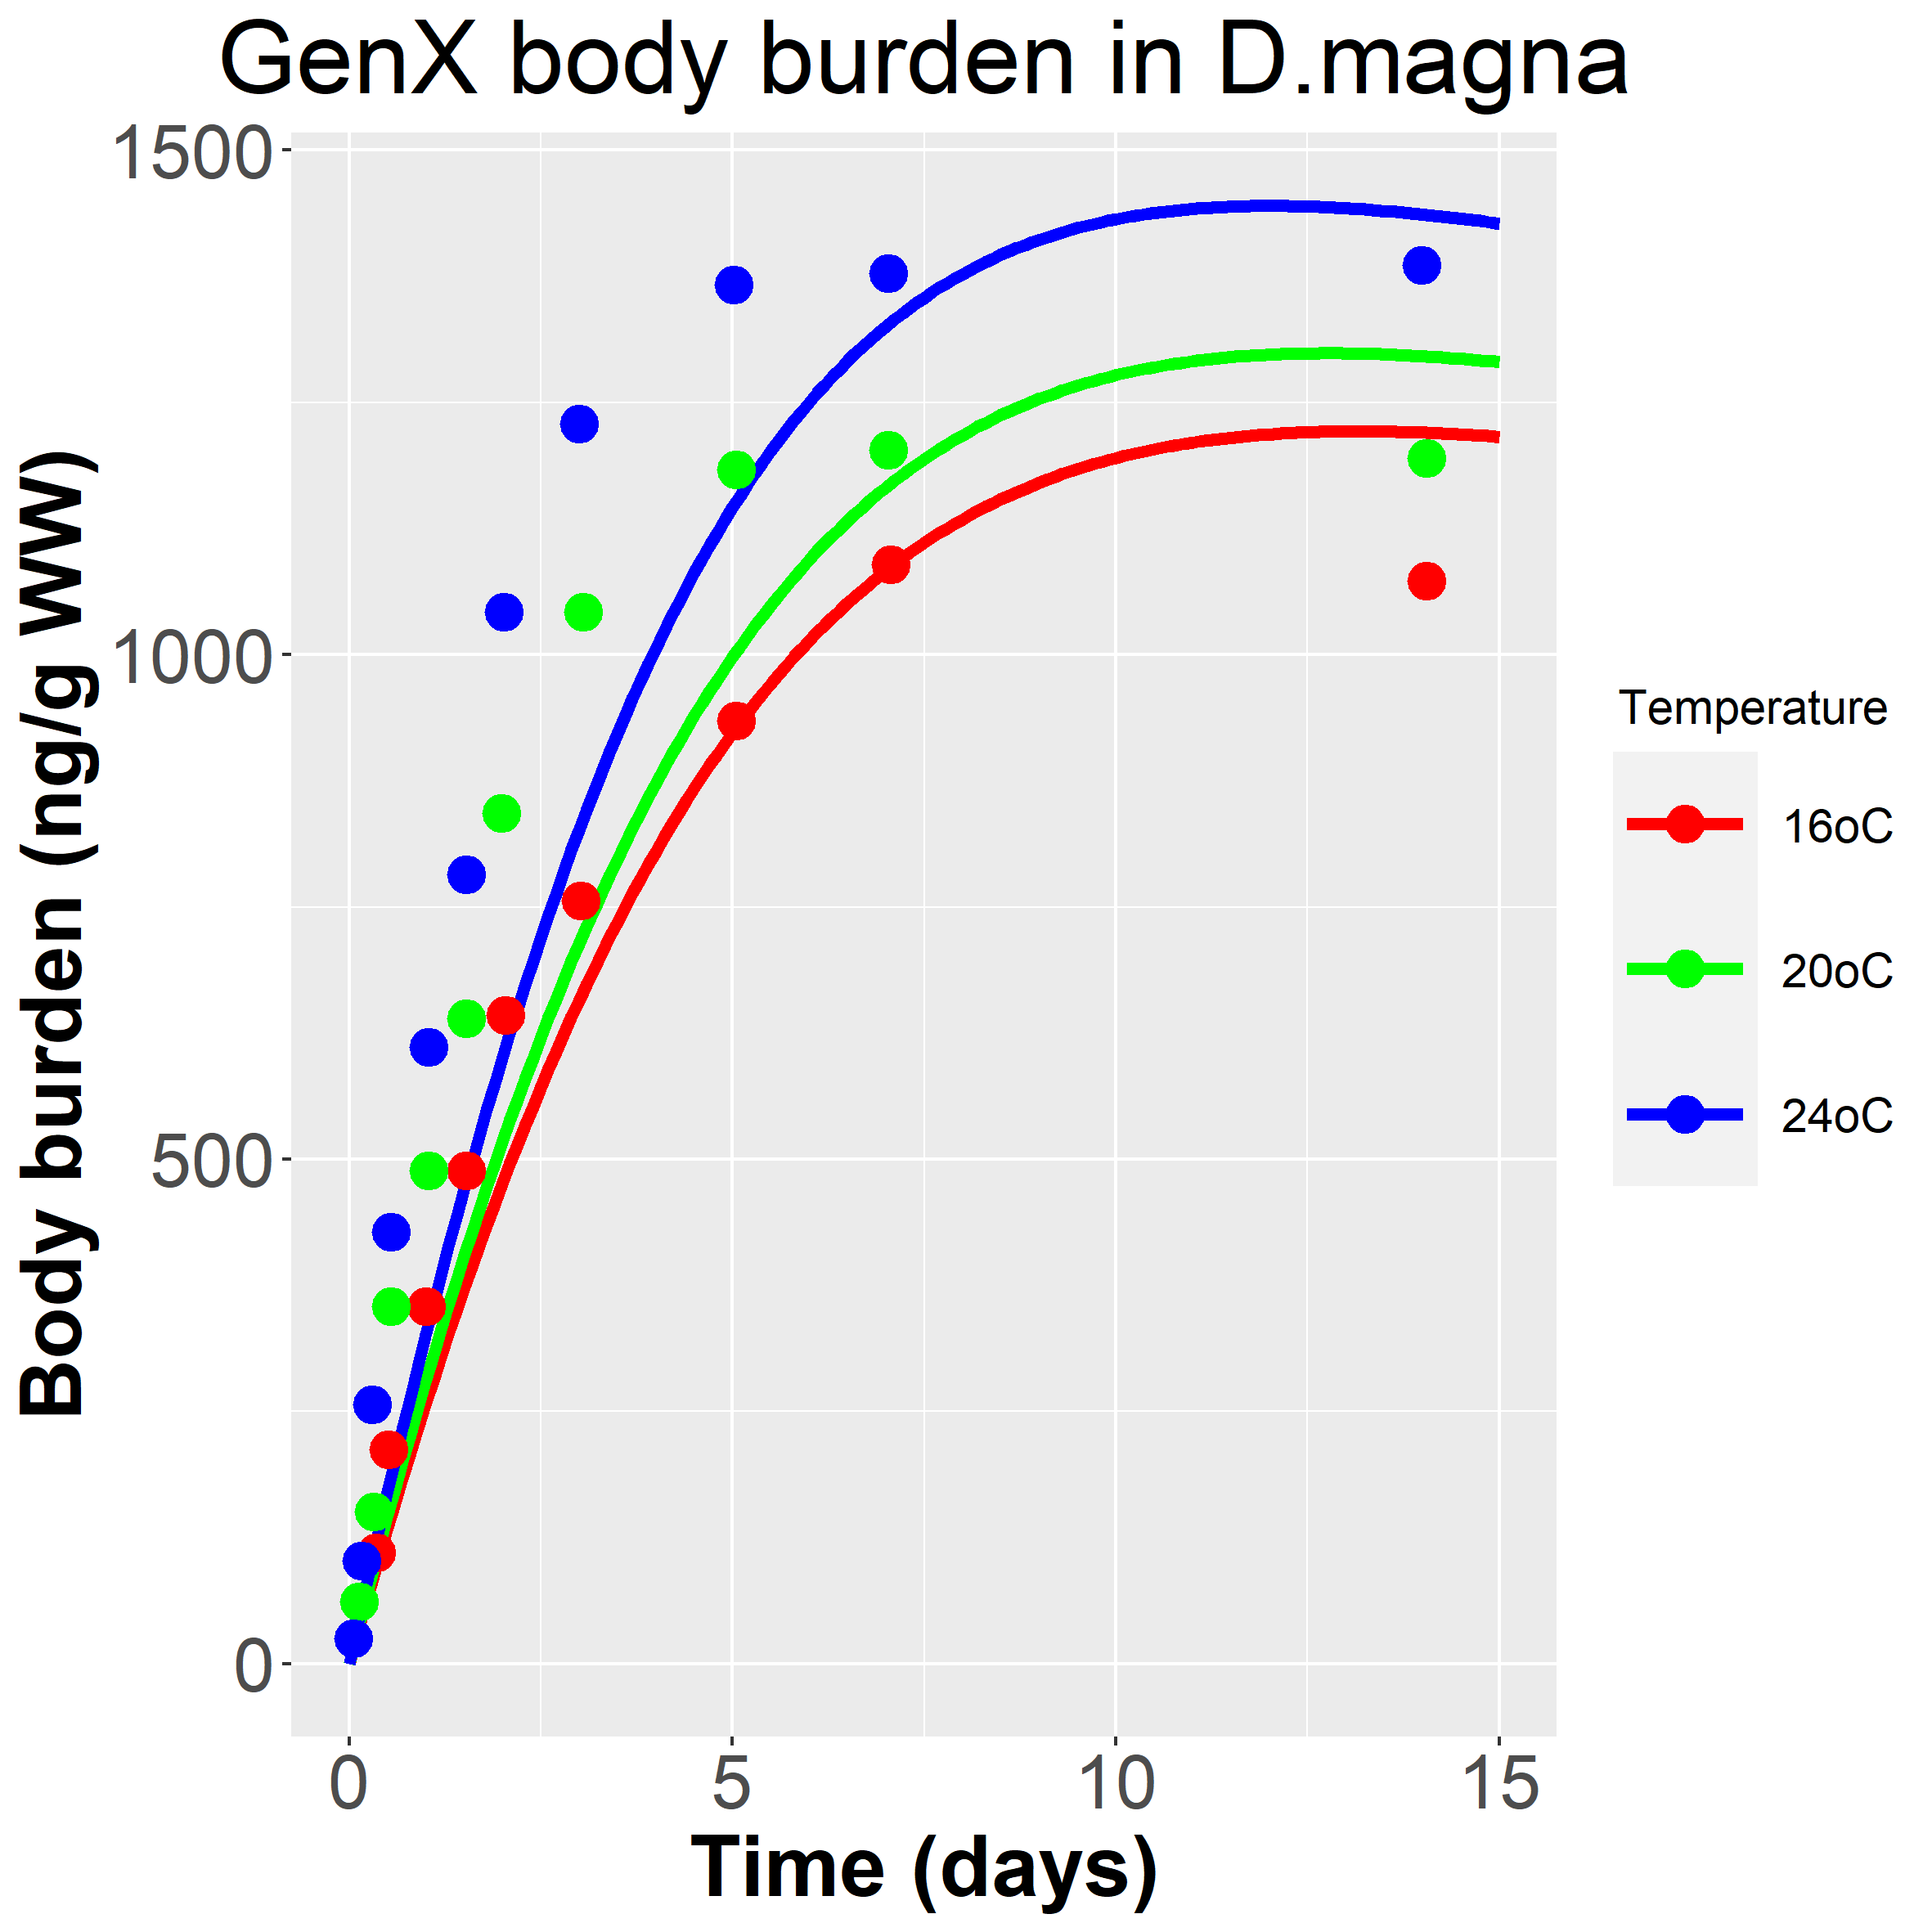 GenX body burden in D.magna
Body burden (ng/g WW)
1500
1000
500
0
0
5
10
15
Time (days)
Temperature
16oC
20oC
24oC